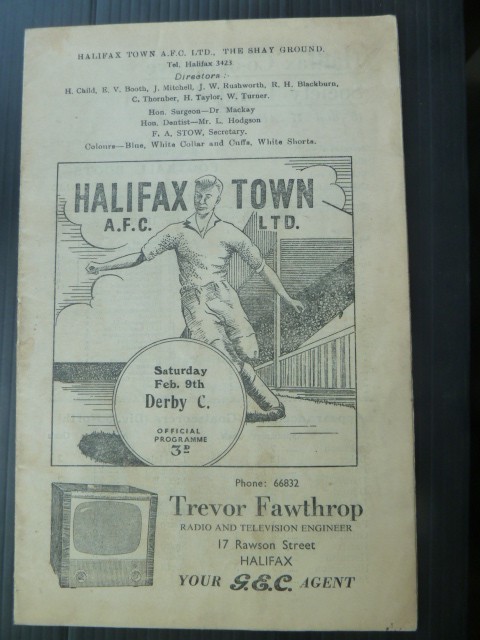 HALIFAX TOWN A.F.C. LTD., THE SHAY GROUND.
Tel. Halifax 3423
Directors :-
H. Child, E. V. Booth, J. Mitchell, J. W. Rushworth, R. H. Blackburn,
C. Thornber, H. Taylor, W. Turner.
Hon. Surgeon—Dr. Mackay
Hon. Dentist—Mr. L. Hodgson
F. A. STOW, Secretary.
Colours—Blue, White Collar and Cuffs, White Shorts.
HALIFAX TOWN
A.F.C. LTD.
Saturday
Feb. 9th
Derby C.
OFFICIAL
PROGRAMME
3D
Phone: 66832
Trevor Fawthrop
RADIO AND TELEVISION ENGINEER
17 Rawson Street
HALIFAX
YOUR G.E.C. AGENT